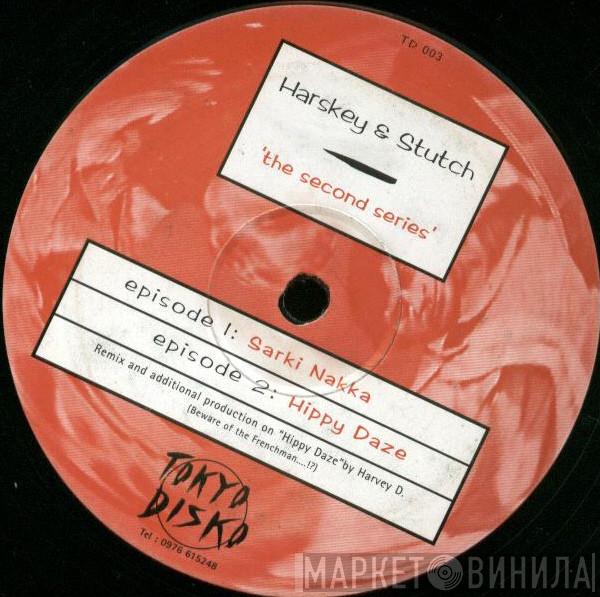 TD 003
Harskey & Stutch
'the second series'
episode 1: Sarki Nakka
episode 2: Hippy Daze
Remix and additional production on "Hippy Daze"by Harvey D.
(Beware of the Frenchman....!?)
TOKYO
DISKO
Tel : 0976 615248
МАРКЕТ ВИНИЛА